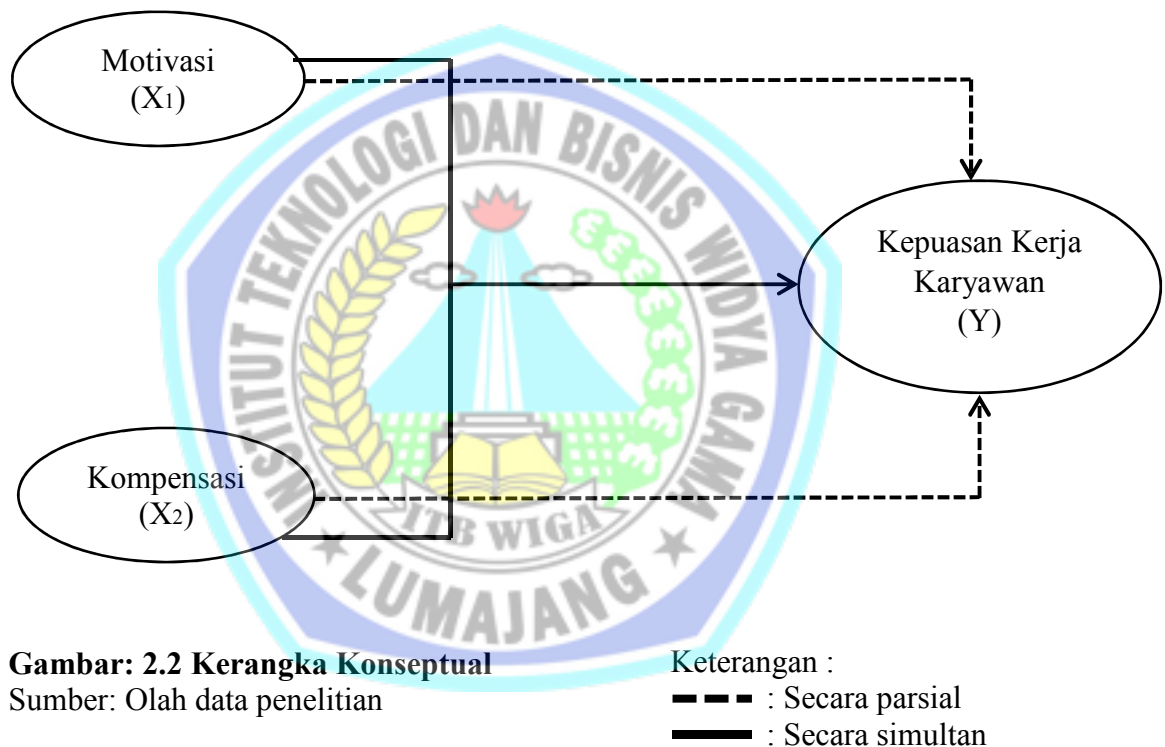 Motivasi
(X1)
Kepuasan Kerja
Karyawan
(Y)
Kompensasi
(X2)
INSITUT TEKNOLOGI DAN BISNIS WIDYA GAMA
ITB WIGA
LUMAJANG
Gambar: 2.2 Kerangka Konseptual
Sumber: Olah data penelitian
Keterangan :
: Secara parsial
: Secara simultan